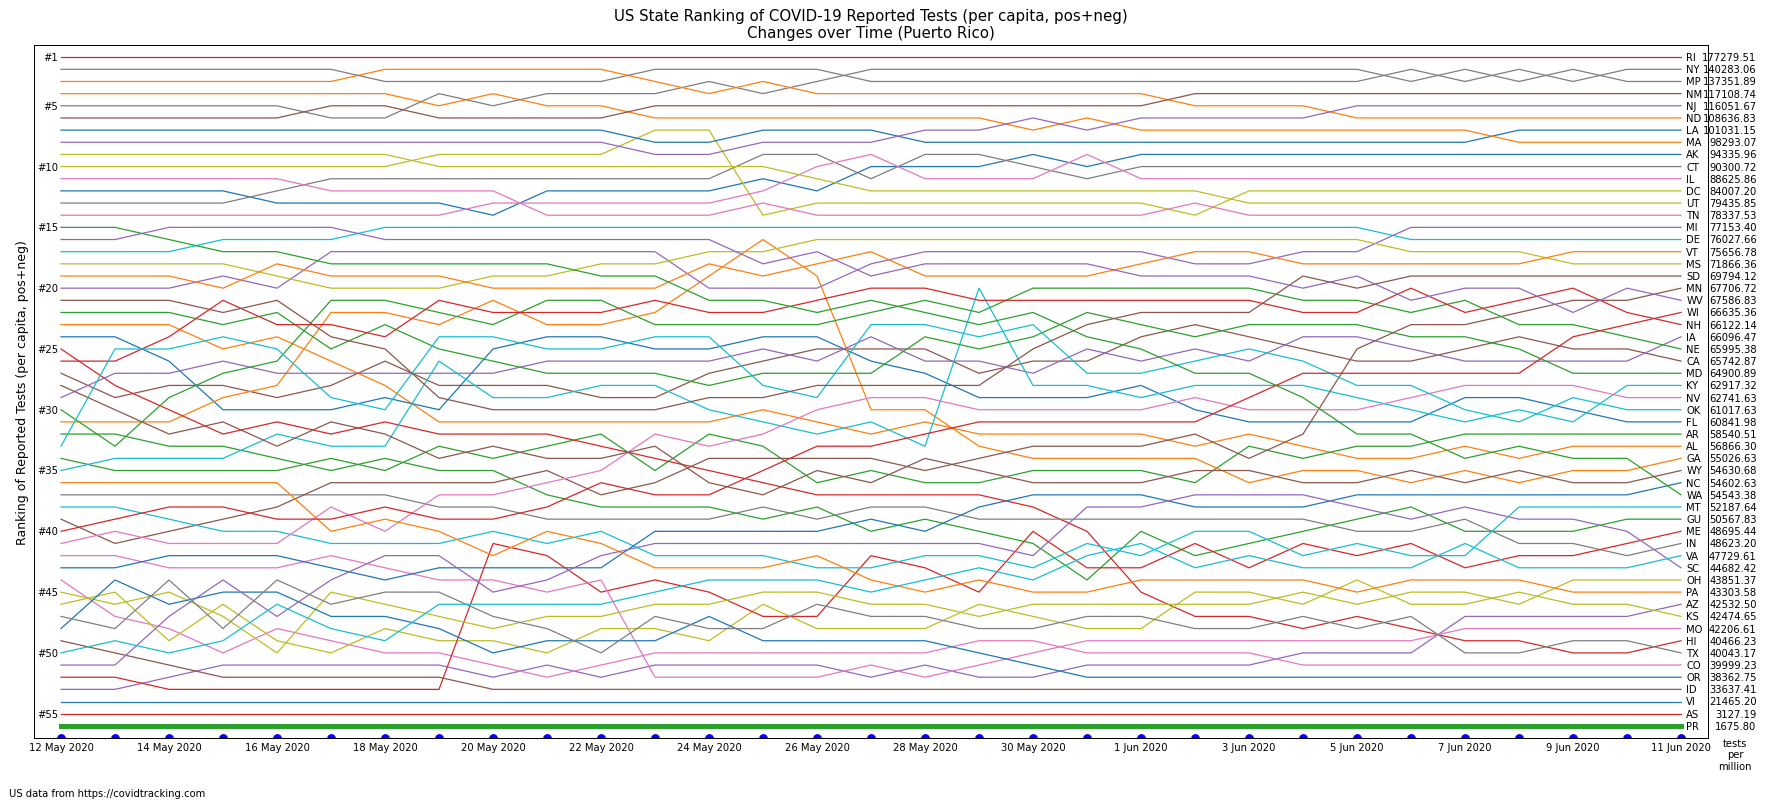 US State Ranking of COVID-19 Reported Tests (per capita, pos+neg)
Changes over Time (Puerto Rico)
Ranking of Reported Tests (per capita, pos+neg)
#1
#5
#10
#15
#20
#25
#30
#35
#40
#45
#50
#55
RI 177279.51
NY 140283.06
MP 137351.89
NM 117108.74
NJ 116051.67
ND 108636.83
LA 101031.15
MA 98293.07
AK 94335.96
CT 90300.72
IL 88625.86
DC 84007.20
UT 79435.85
TN 78337.53
MI 77153.40
DE 76027.66
VT 75656.78
MS 71866.36
SD 69794.12
MN 67706.72
WV 67586.83
WI 66635.36
NH 66122.14
IA 66096.47
NE 65995.38
CA 65742.87
MD 64900.89
KY 62917.32
NV 62741.63
OK 61017.63
FL 60841.98
AR 58540.51
AL 56866.30
GA 55026.63
WY 54630.68
NC 54602.63
WA 54543.38
MT 52187.64
GU 50567.83
ME 48695.44
IN 48623.20
VA 47729.61
SC 44682.42
OH 43851.37
PA 43303.58
AZ 42532.50
KS 42474.65
MO 42206.61
HI 40466.23
TX 40043.17
CO 39999.23
OR 38362.75
ID 33637.41
VI 21465.20
AS 3127.19
PR 1675.80
12 May 2020 14 May 2020 16 May 2020 18 May 2020 20 May 2020 22 May 2020 24 May 2020 26 May 2020 28 May 2020 30 May 2020 1 Jun 2020 3 Jun 2020 5 Jun 2020 7 Jun 2020 9 Jun 2020 11 Jun 2020
tests
per
million
US data from https://covidtracking.com